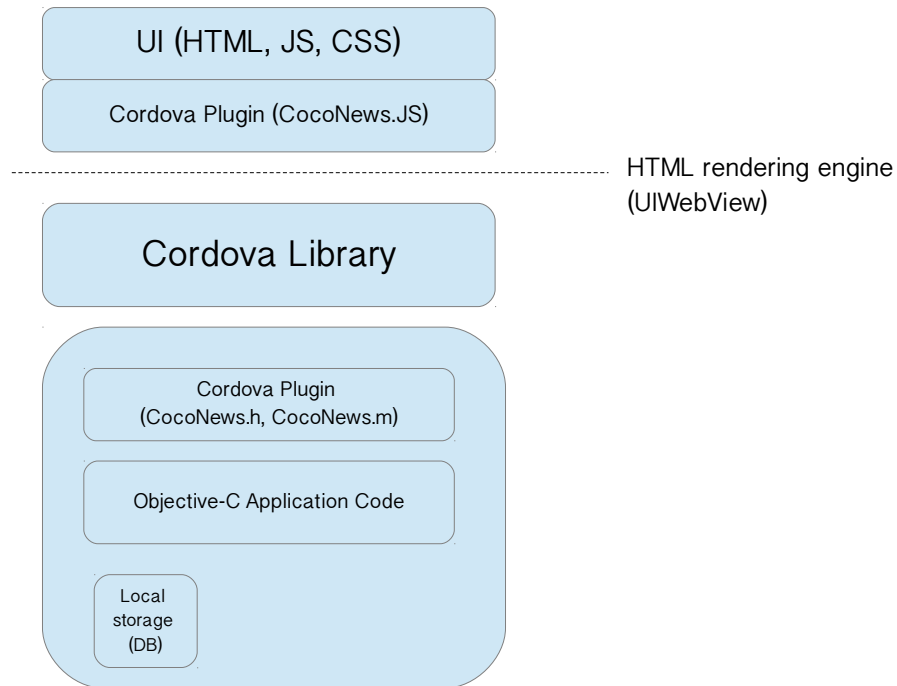 UI (HTML, JS, CSS)
Cordova Plugin (CocoNews.JS)
HTML rendering engine
(UIWebView)
Cordova Library
Cordova Plugin
(CocoNews.h, CocoNews.m)
Objective-C Application Code
Local
storage
(DB)